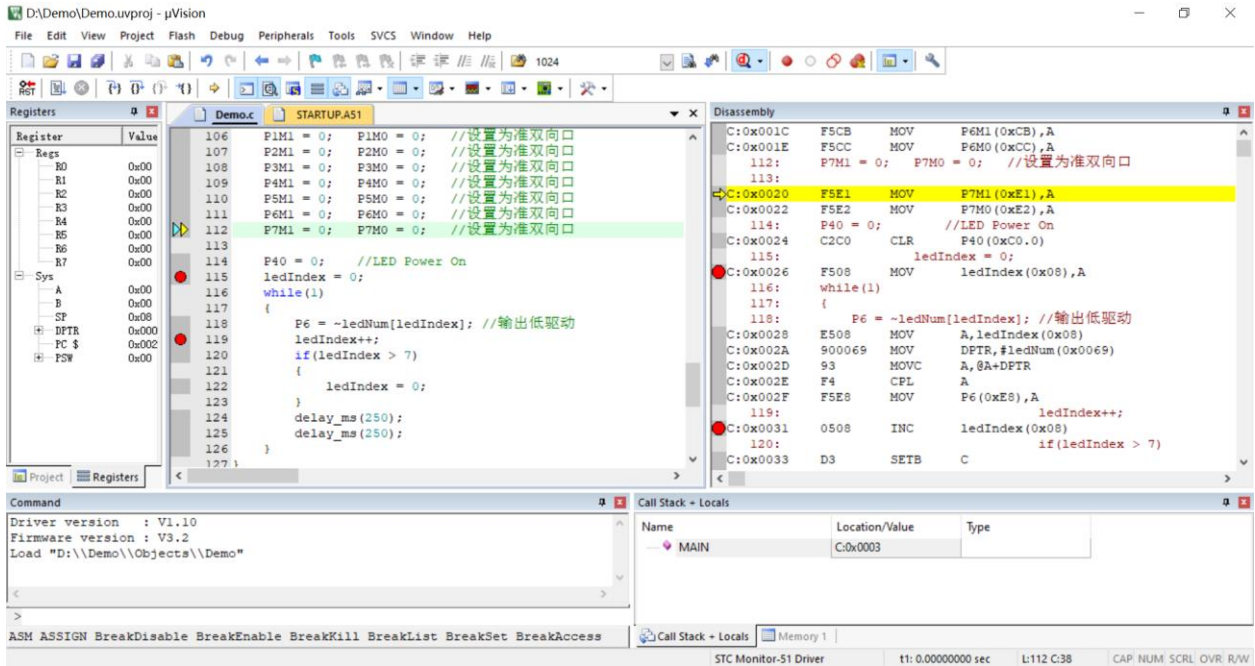 D:\Demo\Demo.uvproj - µVision
File Edit View Project Flash Debug Peripherals Tools SVCS Window Help
1024
RST
Registers
Register Value
Regs
R0 0x00
R1 0x00
R2 0x00
R3 0x00
R4 0x00
R5 0x00
R6 0x00
R7 0x00
Sys
A 0x00
B 0x00
SP 0x08
DPTR 0x000
PC $ 0x002
PSW 0x00
Project Registers
Demo.c STARTUP.A51
106 P1M1 = 0; P1M0 = 0; //设置为准双向口
107 P2M1 = 0; P2M0 = 0; //设置为准双向口
108 P3M1 = 0; P3M0 = 0; //设置为准双向口
109 P4M1 = 0; P4M0 = 0; //设置为准双向口
110 P5M1 = 0; P5M0 = 0; //设置为准双向口
111 P6M1 = 0; P6M0 = 0; //设置为准双向口
112 P7M1 = 0; P7M0 = 0; //设置为准双向口
113
114 P40 = 0; //LED Power On
115 ledIndex = 0;
116 while(1)
117 {
118 P6 = ~ledNum[ledIndex]; //输出低驱动
119 ledIndex++;
120 if(ledIndex > 7)
121 {
122 ledIndex = 0;
123 }
124 delay_ms(250);
125 delay_ms(250);
126 }
127 }
Disassembly
C:0x001C F5CB MOV P6M1(0xCB),A
C:0x001E F5CC MOV P6M0(0xCC),A
112: P7M1 = 0; P7M0 = 0; //设置为准双向口
113:
C:0x0020 F5E1 MOV P7M1(0xE1),A
C:0x0022 F5E2 MOV P7M0(0xE2),A
114: P40 = 0; //LED Power On
C:0x0024 C2C0 CLR P40(0xC0.0)
115: ledIndex = 0;
C:0x0026 F508 MOV ledIndex(0x08),A
116: while(1)
117: {
118: P6 = ~ledNum[ledIndex]; //输出低驱动
C:0x0028 E508 MOV A,ledIndex(0x08)
C:0x002A 900069 MOV DPTR,#ledNum(0x0069)
C:0x002D 93 MOVC A,@A+DPTR
C:0x002E F4 CPL A
C:0x002F F5E8 MOV P6(0xE8),A
119: ledIndex++;
C:0x0031 0508 INC ledIndex(0x08)
120: if(ledIndex > 7)
C:0x0033 D3 SETB C
Command
Driver version : V1.10
Firmware version : V3.2
Load "D:\\Demo\\Objects\\Demo"
>
ASM ASSIGN BreakDisable BreakEnable BreakKill BreakList BreakSet BreakAccess
Call Stack + Locals
Name Location/Value Type
MAIN C:0x0003
Call Stack + Locals Memory 1
STC Monitor-51 Driver t1: 0.00000000 sec L:112 C:38 CAP NUM SCRL OVR R/W